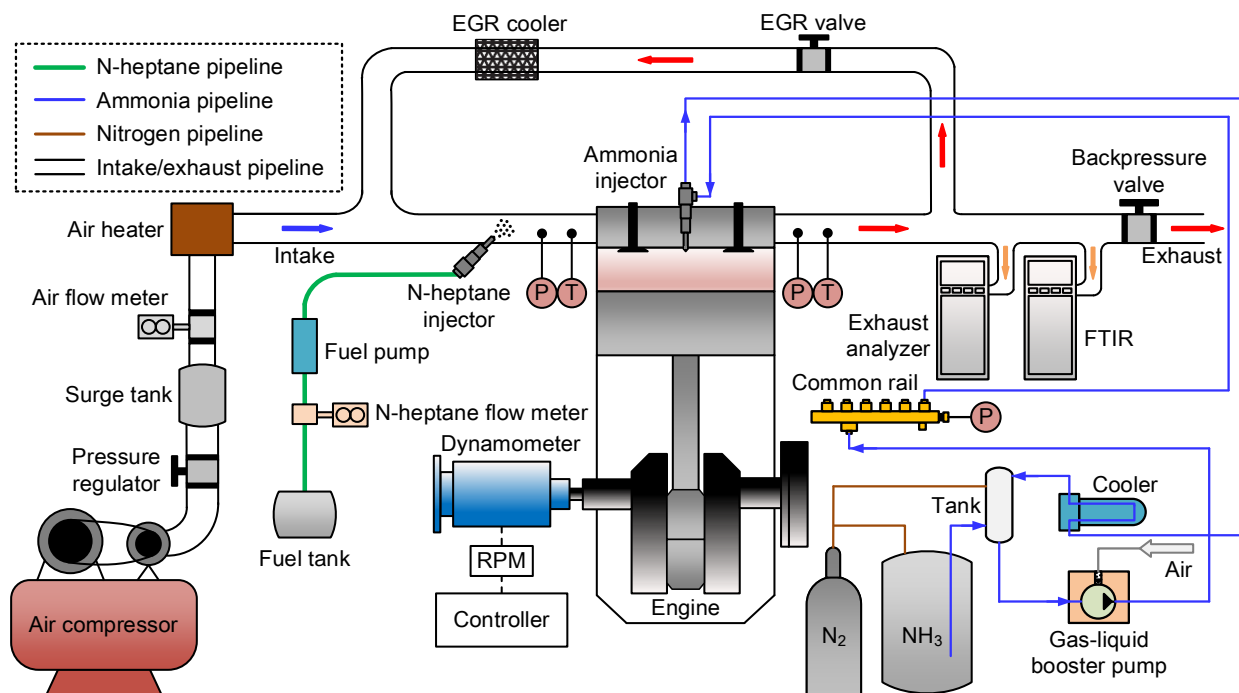 EGR cooler
EGR valve
N-heptane pipeline
Ammonia pipeline
Nitrogen pipeline
Intake/exhaust pipeline
Ammonia
injector
Backpressure
valve
Air heater
Intake
Exhaust
N-heptane
injector
P
T
P
T
Air flow meter
Fuel pump
Exhaust
analyzer
FTIR
Surge tank
Common rail
P
N-heptane flow meter
Dynamometer
Pressure
regulator
Tank
Cooler
Fuel tank
RPM
Air
Engine
Controller
Air compressor
N2
NH3
Gas-liquid
booster pump